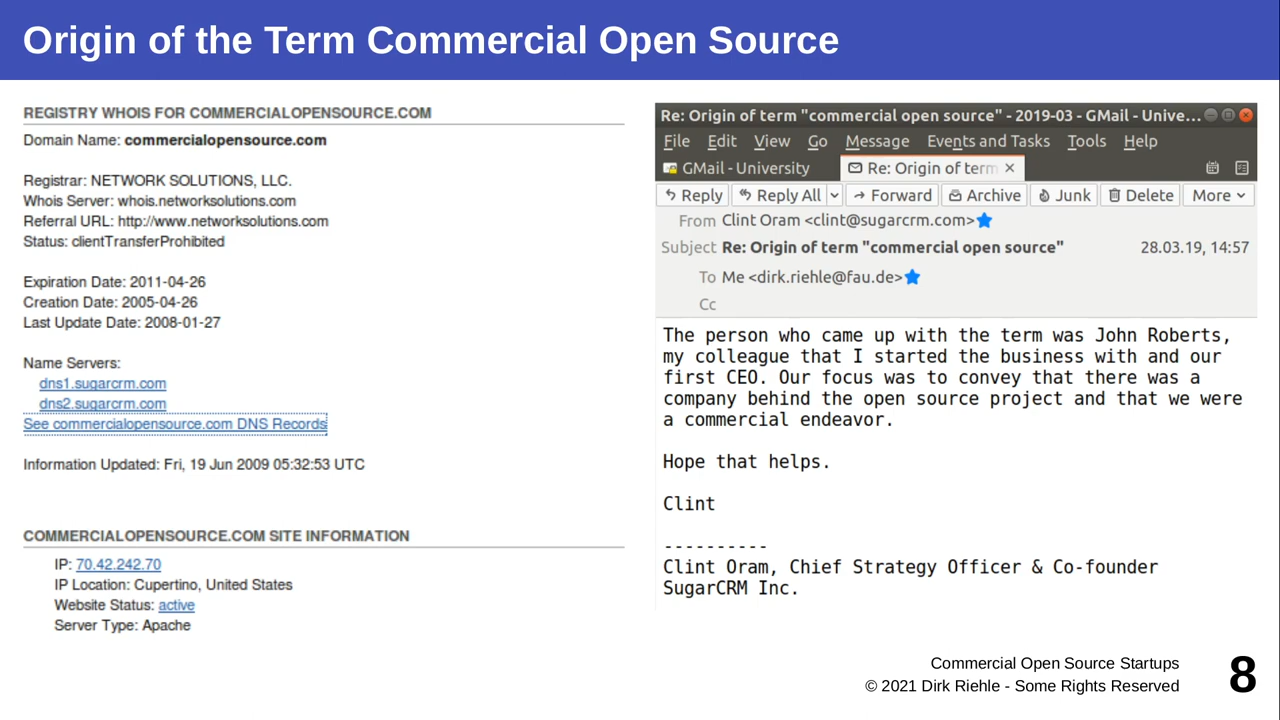 Origin of the Term Commercial Open Source
REGISTRY WHOIS FOR COMMERCIALOPENSOURCE.COM
Domain Name: commercialopensource.com
Registrar: NETWORK SOLUTIONS, LLC.
Whois Server: whois.networksolutions.com
Referral URL: http://www.networksolutions.com
Status: clientTransferProhibited
Expiration Date: 2011-04-26
Creation Date: 2005-04-26
Last Update Date: 2008-01-27
Name Servers:
dns1.sugarcrm.com
dns2.sugarcrm.com
See commercialopensource.com DNS Records
Information Updated: Fri, 19 Jun 2009 05:32:53 UTC
COMMERCIALOPENSOURCE.COM SITE INFORMATION
IP: 70.42.242.70
IP Location: Cupertino, United States
Website Status: active
Server Type: Apache
Re: Origin of term "commercial open source" - 2019-03 - GMail - Unive...
File Edit View Go Message Events and Tasks Tools Help
GMail - University Re: Origin of term
Reply Reply All Forward Archive Junk Delete More
From Clint Oram <clint@sugarcrm.com>
Subject Re: Origin of term "commercial open source" 28.03.19, 14:57
To Me <dirk.riehle@fau.de>
Cc
The person who came up with the term was John Roberts,
my colleague that I started the business with and our
first CEO. Our focus was to convey that there was a
company behind the open source project and that we were
a commercial endeavor.
Hope that helps.
Clint
----------
Clint Oram, Chief Strategy Officer & Co-founder
SugarCRM Inc.
Commercial Open Source Startups
© 2021 Dirk Riehle - Some Rights Reserved
8